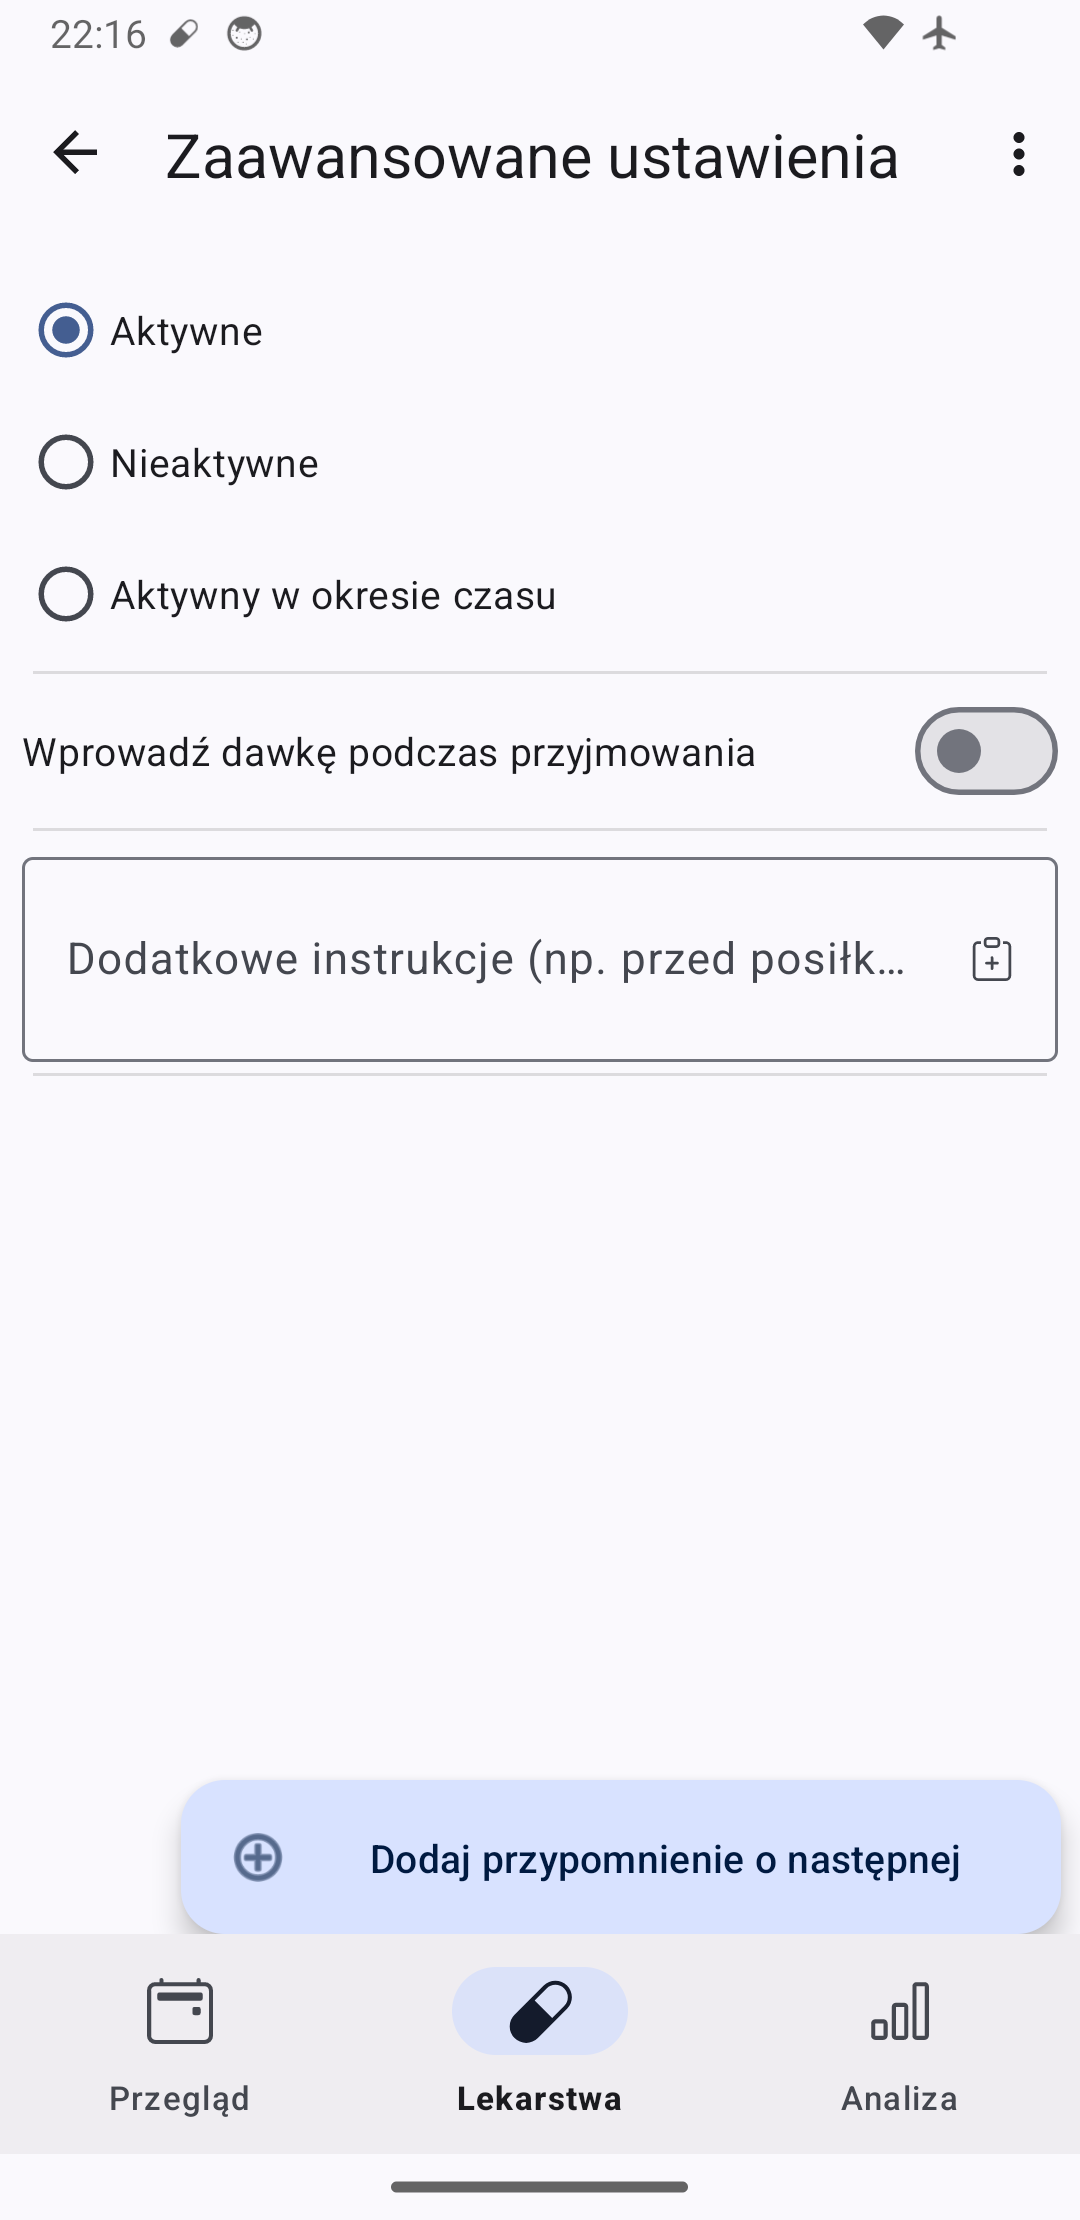 22:16
Zaawansowane ustawienia
Aktywne
Nieaktywne
Aktywny w okresie czasu
Wprowadź dawkę podczas przyjmowania
Dodatkowe instrukcje (np. przed posiłk…
Dodaj przypomnienie o następnej
Przegląd
Lekarstwa
Analiza